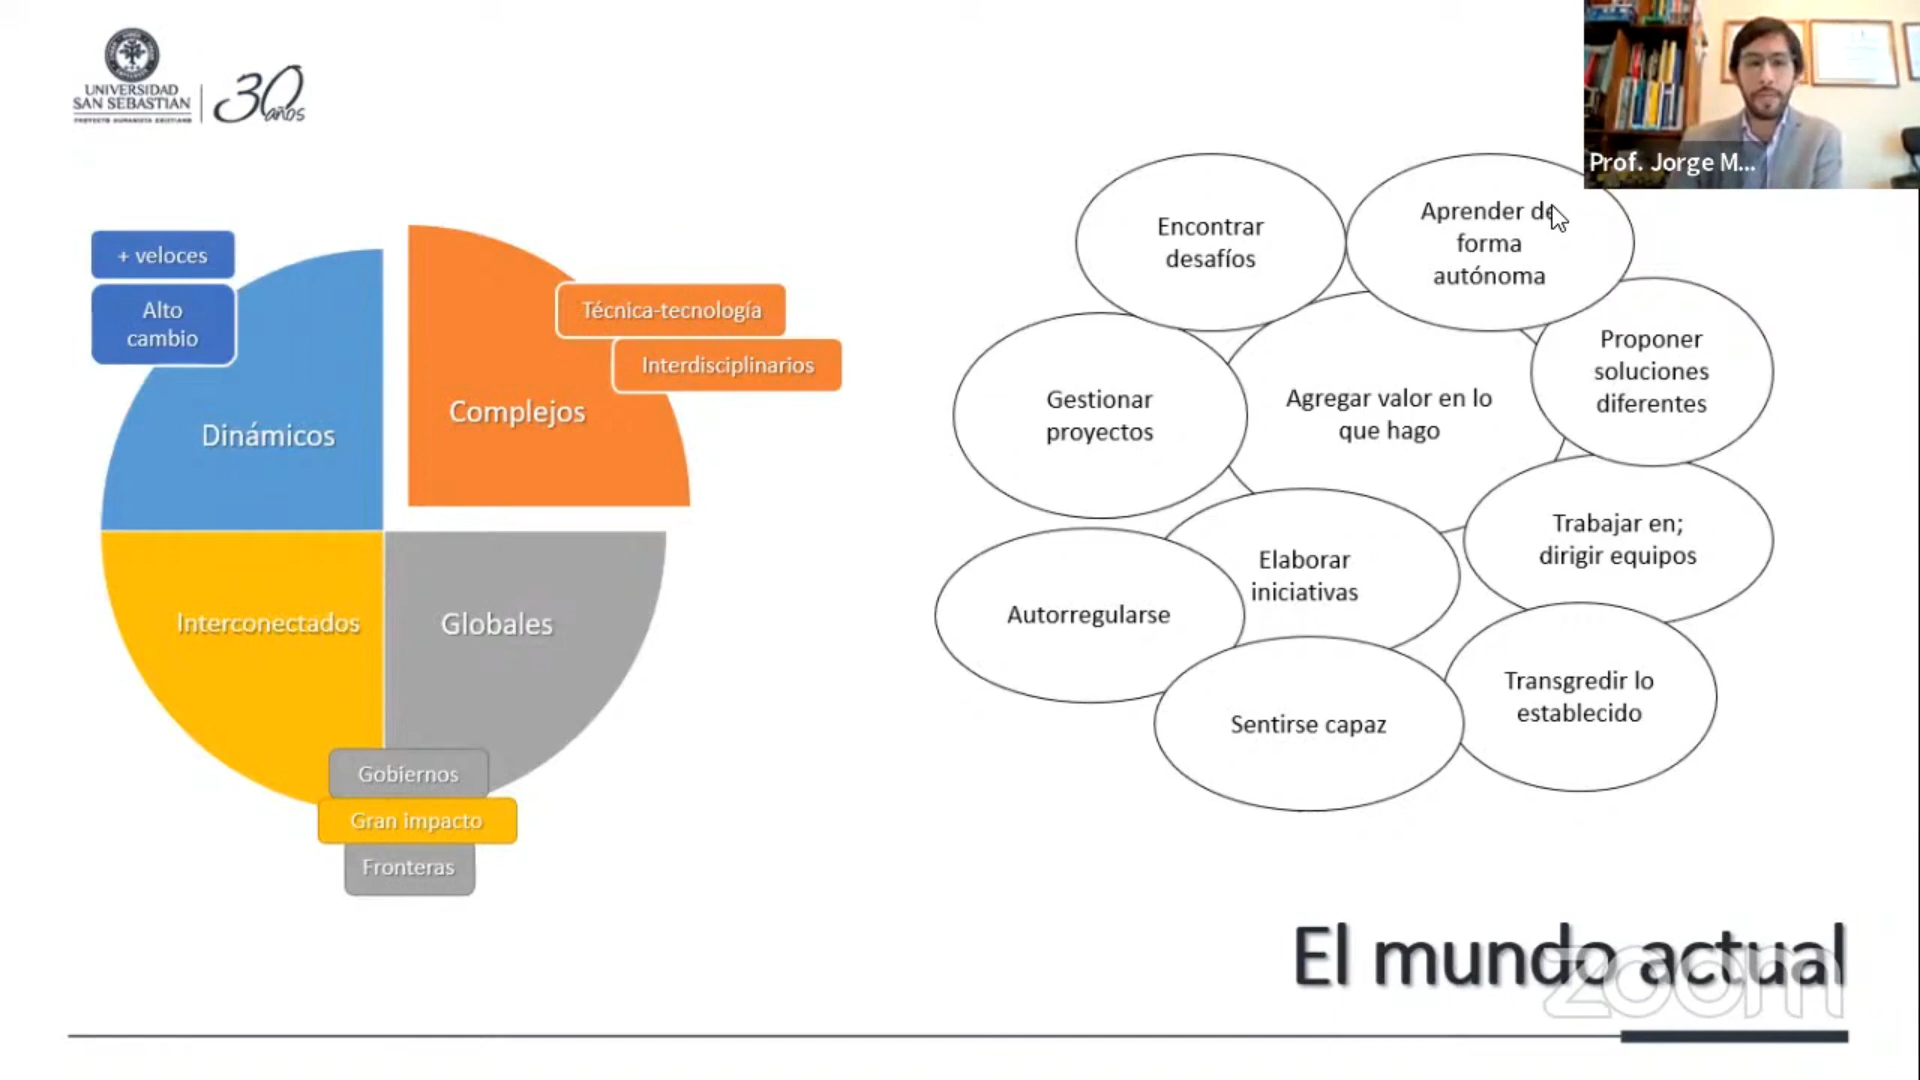 UNIVERSIDAD
SAN SEBASTIAN
PROYECTO HUMANISTA CRISTIANO
30
años
Prof. Jorge M...
+ veloces
Alto
cambio
Dinámicos
Técnica-tecnología
Interdisciplinarios
Complejos
Interconectados
Globales
Gobiernos
Gran impacto
Fronteras
Encontrar
desafíos
Aprender de
forma
autónoma
Proponer
soluciones
diferentes
Gestionar
proyectos
Agregar valor en lo
que hago
Trabajar en;
dirigir equipos
Elaborar
iniciativas
Autorregularse
Transgredir lo
establecido
Sentirse capaz
El mundo actual
zoom